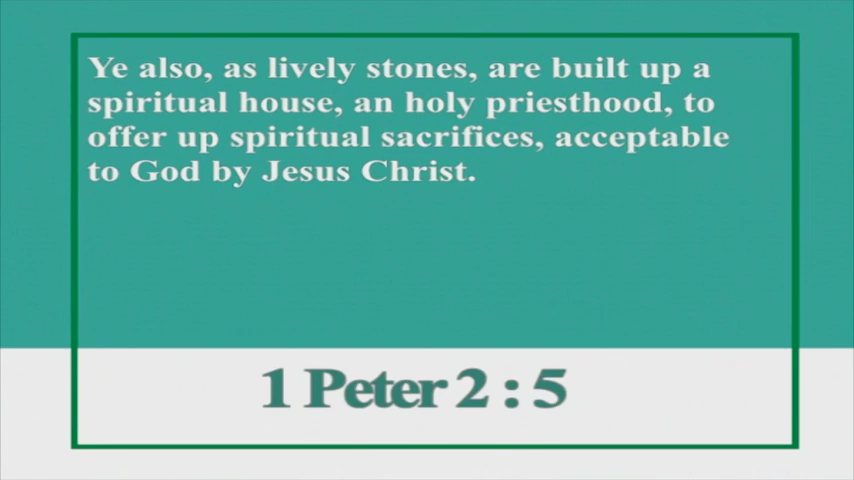 Ye also, as lively stones, are built up a
spiritual house, an holy priesthood, to
offer up spiritual sacrifices, acceptable
to God by Jesus Christ.
1 Peter 2 : 5